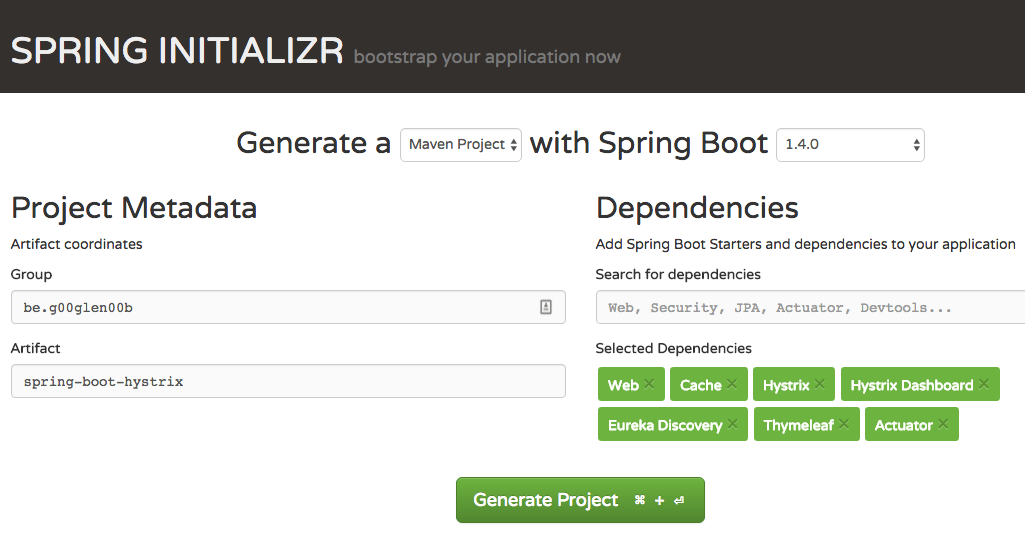 SPRING INITIALIZR bootstrap your application now
Generate a Maven Project with Spring Boot 1.4.0
Project Metadata
Artifact coordinates
Group
be.g00glen00b
Artifact
spring-boot-hystrix
Dependencies
Add Spring Boot Starters and dependencies to your application
Search for dependencies
Web, Security, JPA, Actuator, Devtools...
Selected Dependencies
Web × Cache × Hystrix × Hystrix Dashboard ×
Eureka Discovery × Thymeleaf × Actuator ×
Generate Project ⌘ + ⏎